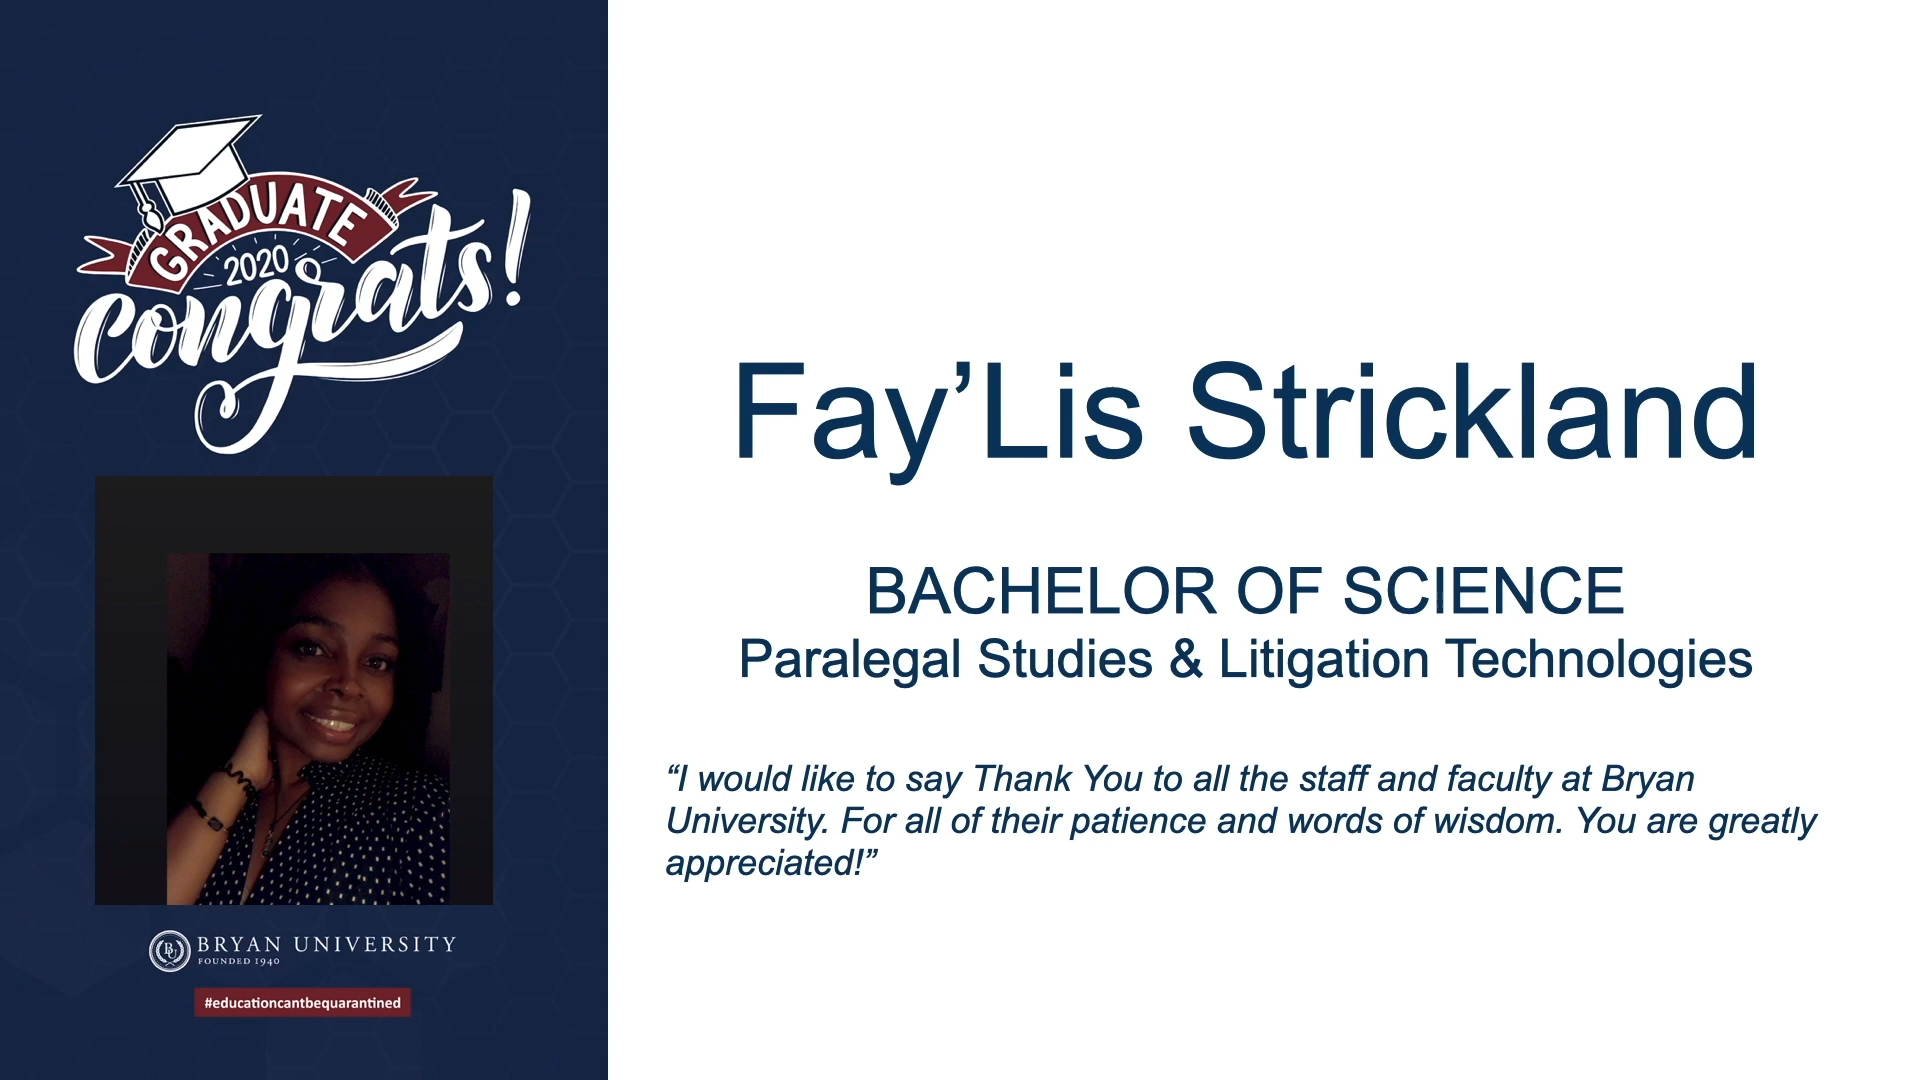 GRADUATE
2020
congrats!
BU
BRYAN UNIVERSITY
FOUNDED 1940
#educationcantbequarantined
Fay’Lis Strickland
BACHELOR OF SCIENCE
Paralegal Studies & Litigation Technologies
“I would like to say Thank You to all the staff and faculty at Bryan
University. For all of their patience and words of wisdom. You are greatly
appreciated!”